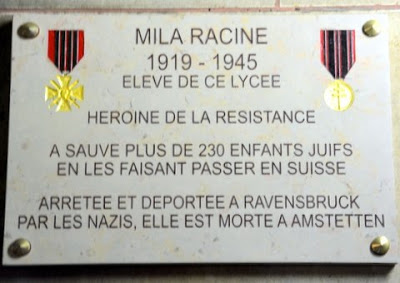 MILA RACINE
1919 - 1945
ELEVE DE CE LYCEE
HEROINE DE LA RESISTANCE
A SAUVE PLUS DE 230 ENFANTS JUIFS
EN LES FAISANT PASSER EN SUISSE
ARRETEE ET DEPORTEE A RAVENSBRUCK
PAR LES NAZIS, ELLE EST MORTE A AMSTETTEN